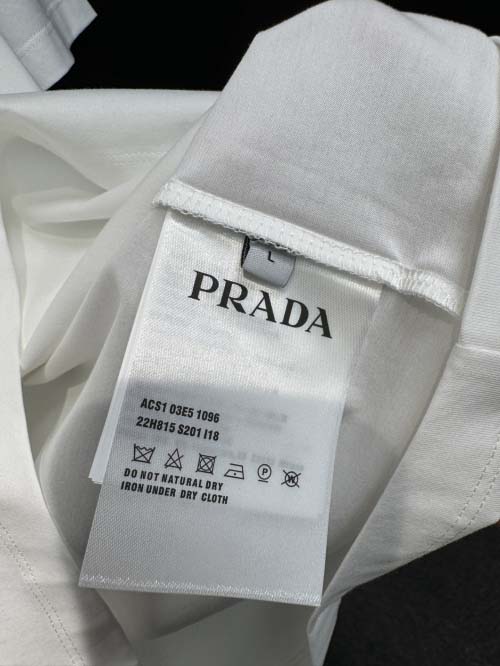 L
PRADA
ACS1 03E5 1096
22H815 S201 I18
DO NOT NATURAL DRY
IRON UNDER DRY CLOTH